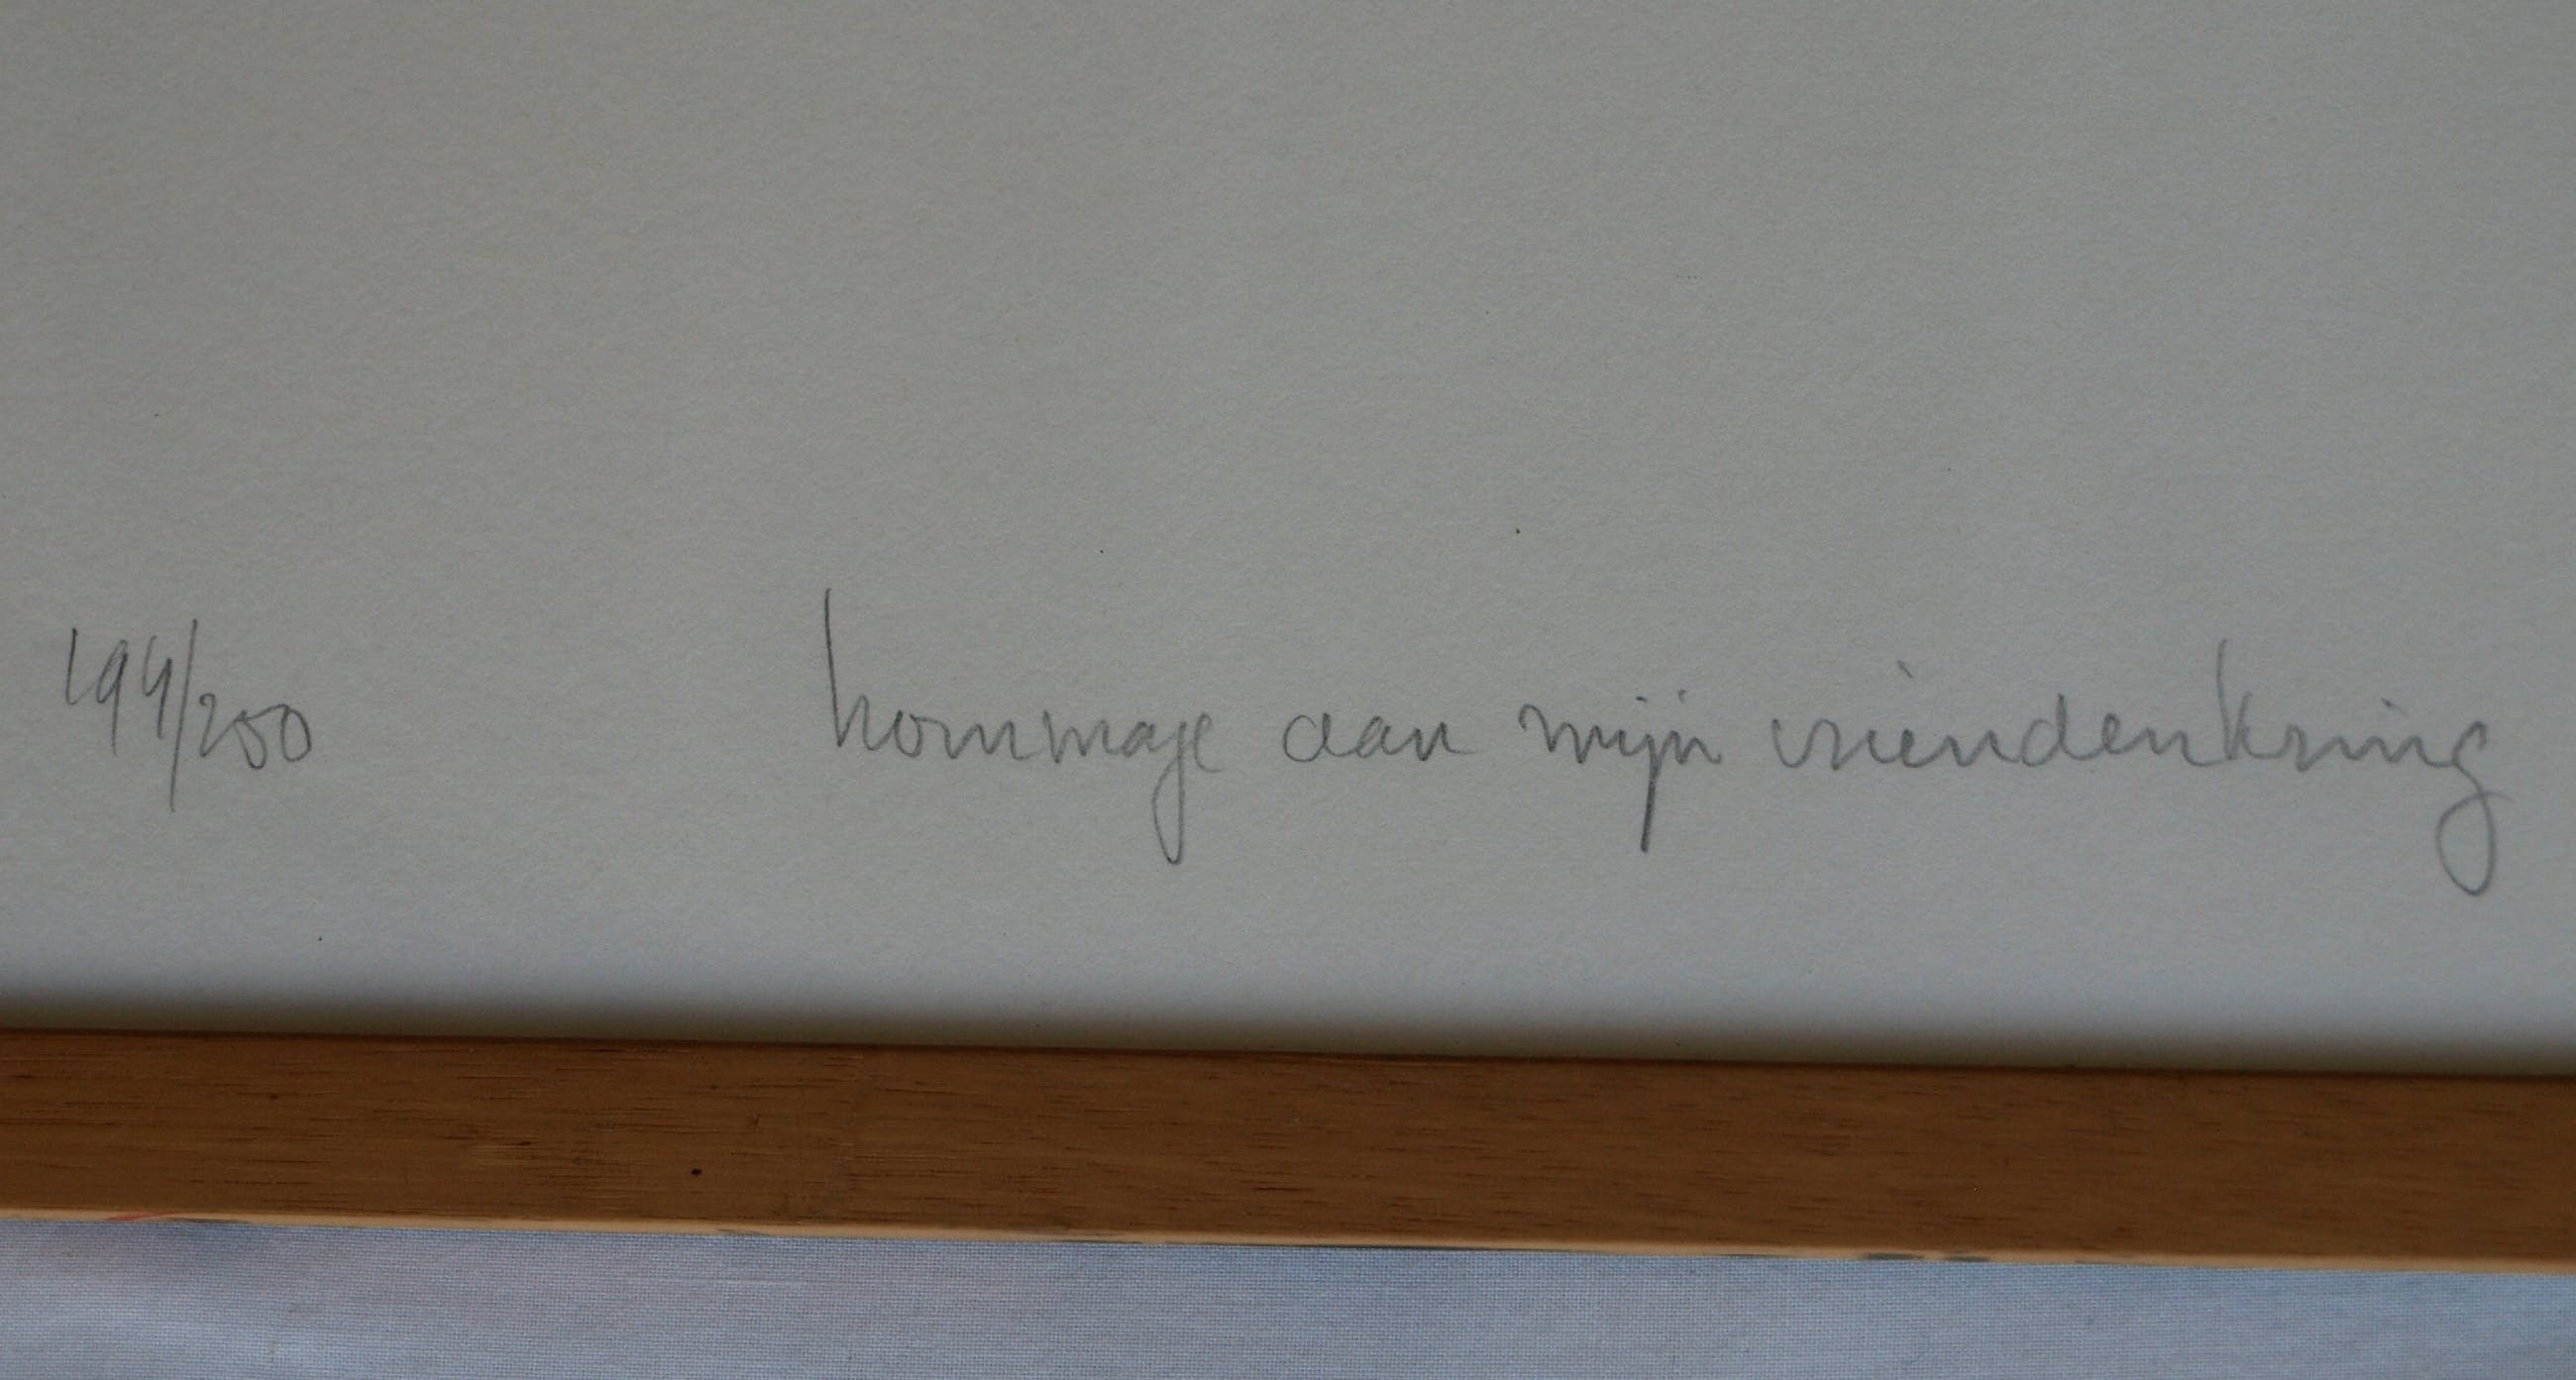 194/200 hommage aan mijn vriendenkring